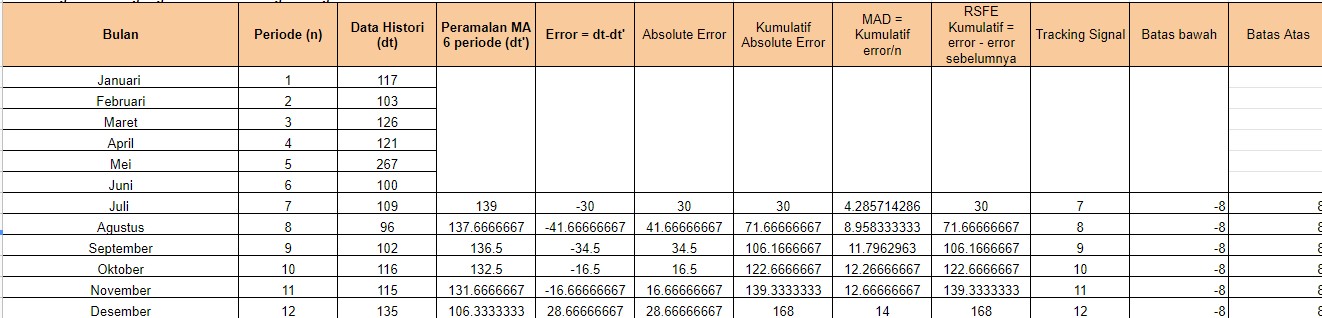 Bulan Periode (n) Data Histori (dt) Peramalan MA 6 periode (dt') Error = dt-dt' Absolute Error Kumulatif Absolute Error MAD = Kumulatif error/n RSFE Kumulatif = error - error sebelumnya Tracking Signal Batas bawah Batas Atas
Januari 1 117
Februari 2 103
Maret 3 126
April 4 121
Mei 5 267
Juni 6 100
Juli 7 109 139 -30 30 30 4.285714286 30 7 -8 8
Agustus 8 96 137.6666667 -41.66666667 41.66666667 71.66666667 8.958333333 71.66666667 8 -8 8
September 9 102 136.5 -34.5 34.5 106.1666667 11.7962963 106.1666667 9 -8 8
Oktober 10 116 132.5 -16.5 16.5 122.6666667 12.26666667 122.6666667 10 -8 8
November 11 115 131.6666667 -16.66666667 16.66666667 139.3333333 12.66666667 139.3333333 11 -8 8
Desember 12 135 106.3333333 28.66666667 28.66666667 168 14 168 12 -8 8